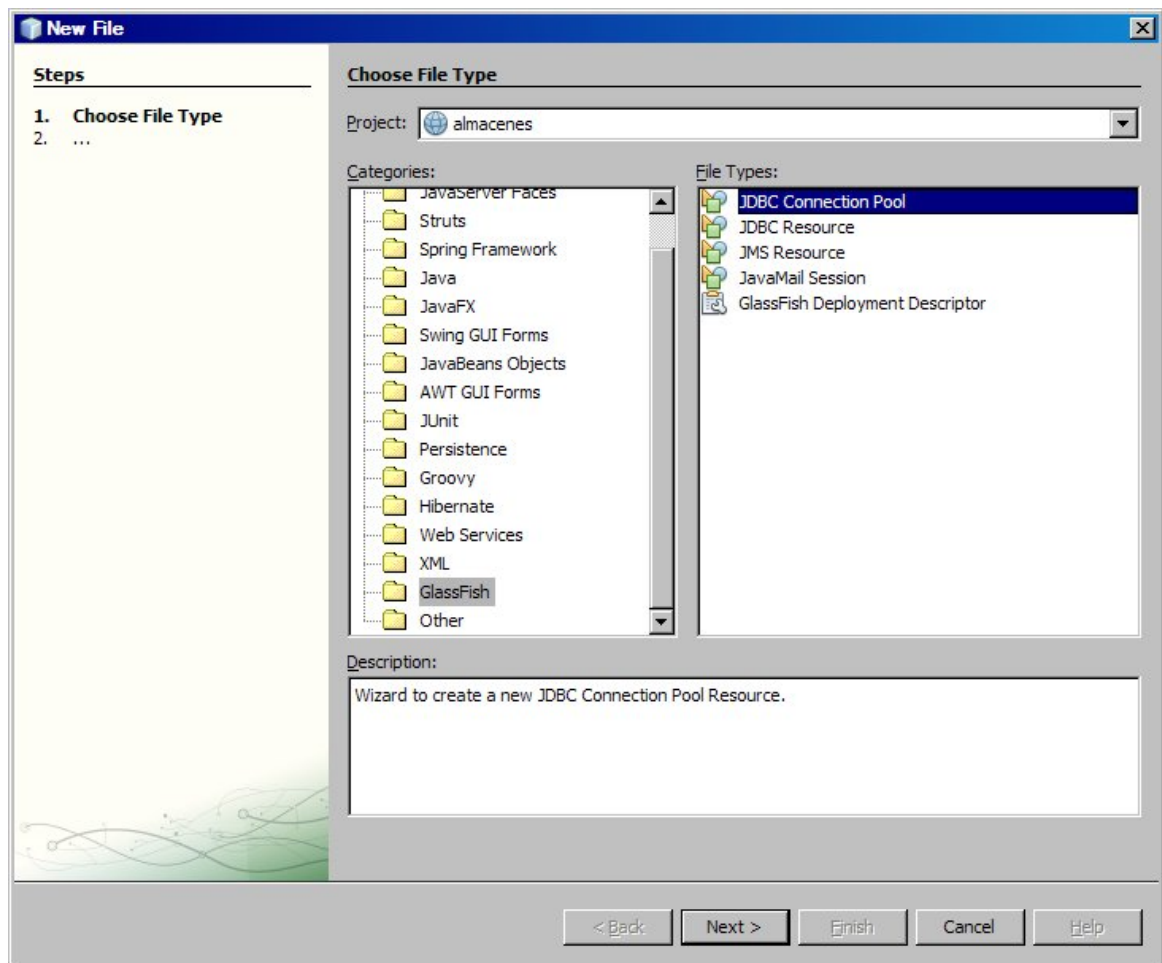 New File
Steps
1. Choose File Type
2. ...
Choose File Type
Project: almacenes
Categories:
JavaServer Faces
Struts
Spring Framework
Java
JavaFX
Swing GUI Forms
JavaBeans Objects
AWT GUI Forms
JUnit
Persistence
Groovy
Hibernate
Web Services
XML
GlassFish
Other
File Types:
JDBC Connection Pool
JDBC Resource
JMS Resource
JavaMail Session
GlassFish Deployment Descriptor
Description:
Wizard to create a new JDBC Connection Pool Resource.
< Back
Next >
Finish
Cancel
Help